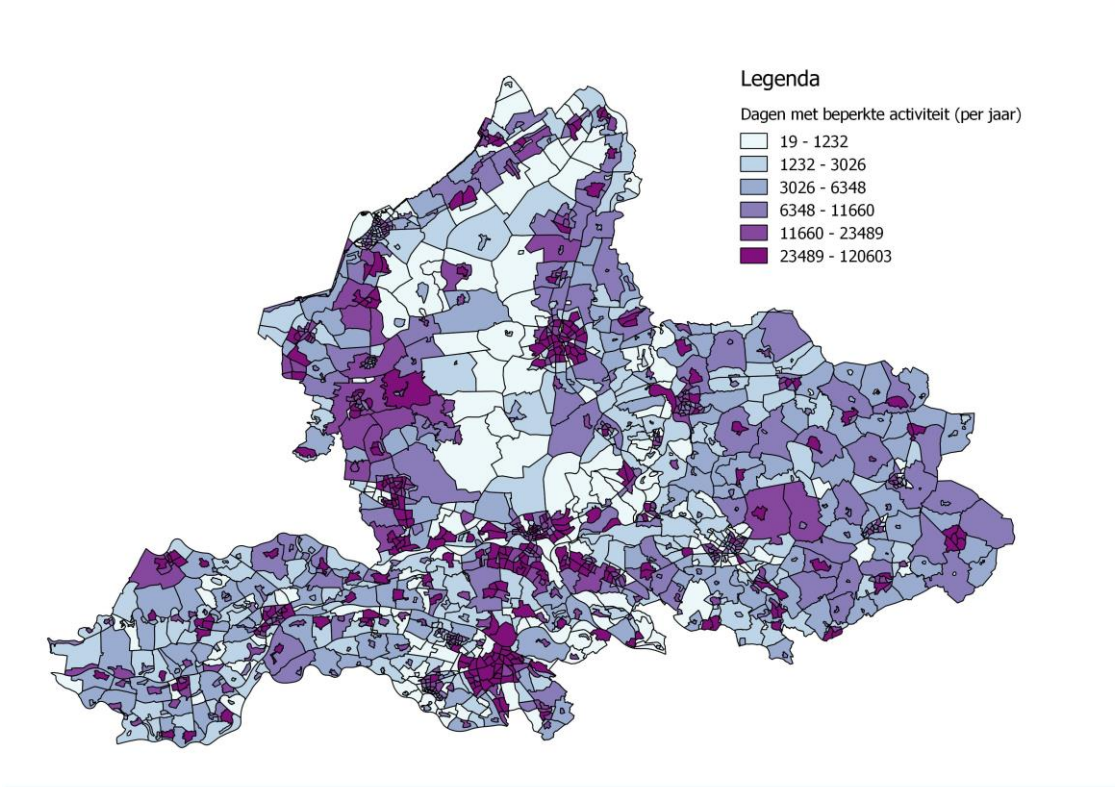 Legenda
Dagen met beperkte activiteit (per jaar)
19 - 1232
1232 - 3026
3026 - 6348
6348 - 11660
11660 - 23489
23489 - 120603